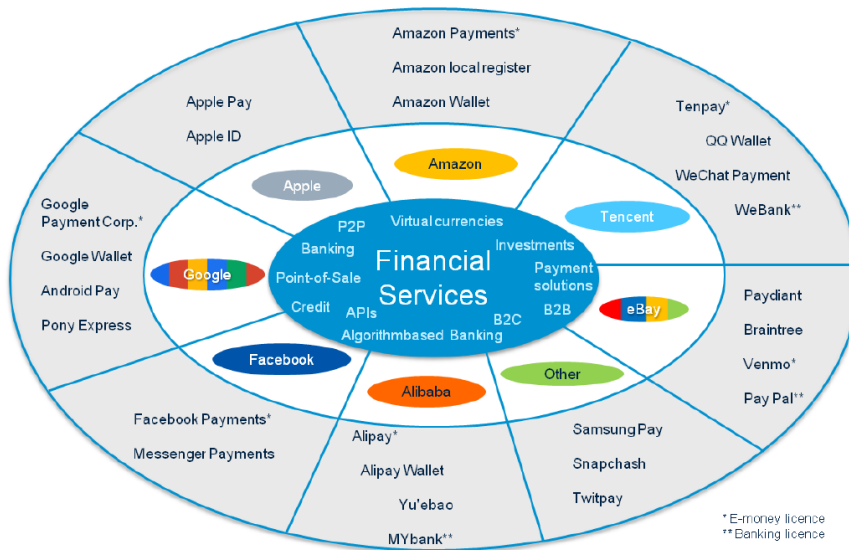 Amazon Payments*
Amazon local register
Amazon Wallet
Apple Pay
Apple ID
Tenpay*
QQ Wallet
WeChat Payment
WeBank**
Amazon
Apple
Tencent
Google
Payment Corp.*
Google Wallet
Android Pay
Pony Express
Google
P2P
Virtual currencies
Banking
Investments
Financial
Services
Point-of-Sale
Payment
solutions
Credit
APIs
B2C
B2B
Algorithmbased Banking
eBay
Paydiant
Braintree
Venmo*
Pay Pal**
Facebook
Alibaba
Other
Facebook Payments*
Messenger Payments
Alipay*
Alipay Wallet
Yu'ebao
MYbank**
Samsung Pay
Snapchash
Twitpay
* E-money licence
** Banking licence